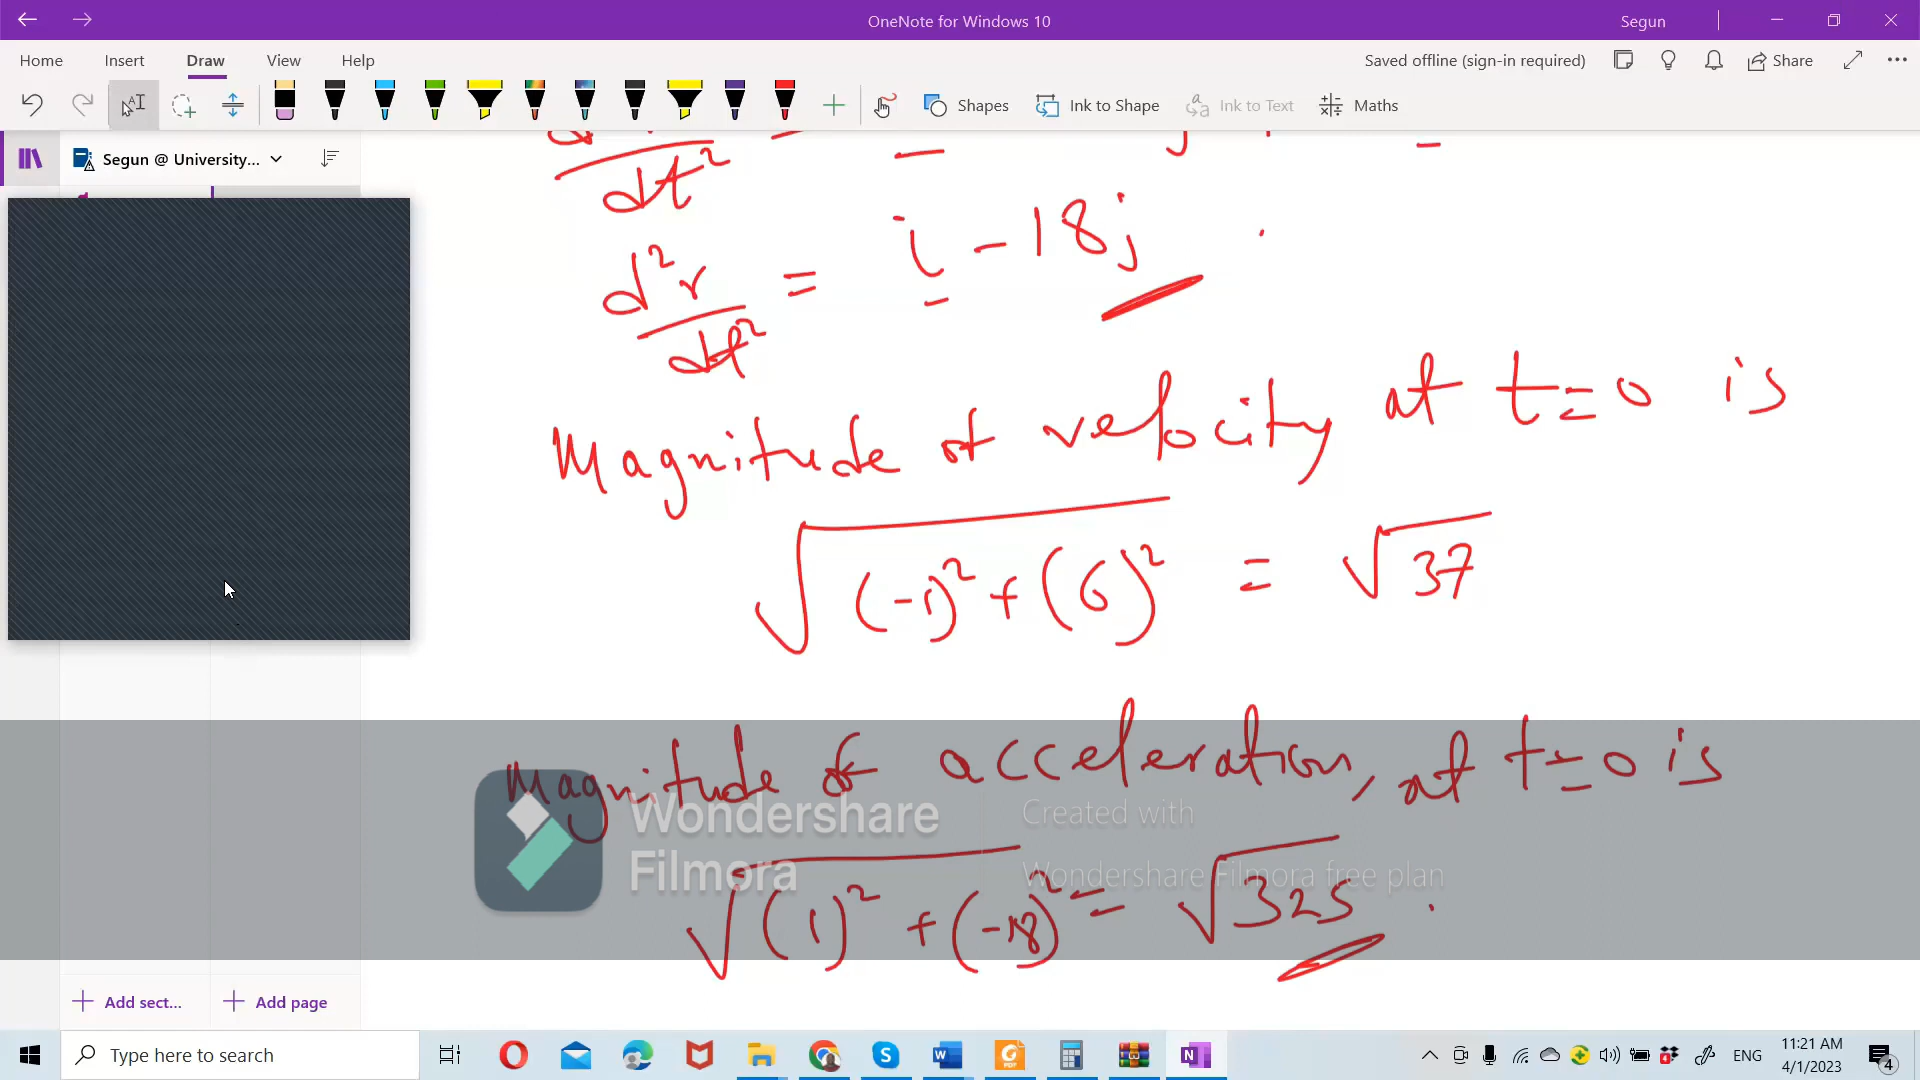 OneNote for Windows 10
Segun
Home Insert Draw View Help
Saved offline (sign-in required) Share
Shapes Ink to Shape Ink to Text Maths
Segun @ University...
dt²
i - 18j
d²r/dt² =
Magnitude of velocity at t=0 is
√(-1)² + (6)² = √37
Magnitude of acceleration, at t=0 is
Wondershare
Filmora
Created with
Wondershare Filmora free plan
√(1)² + (-18)² = √325
Add sect... Add page
Type here to search
ENG
11:21 AM
4/1/2023
4